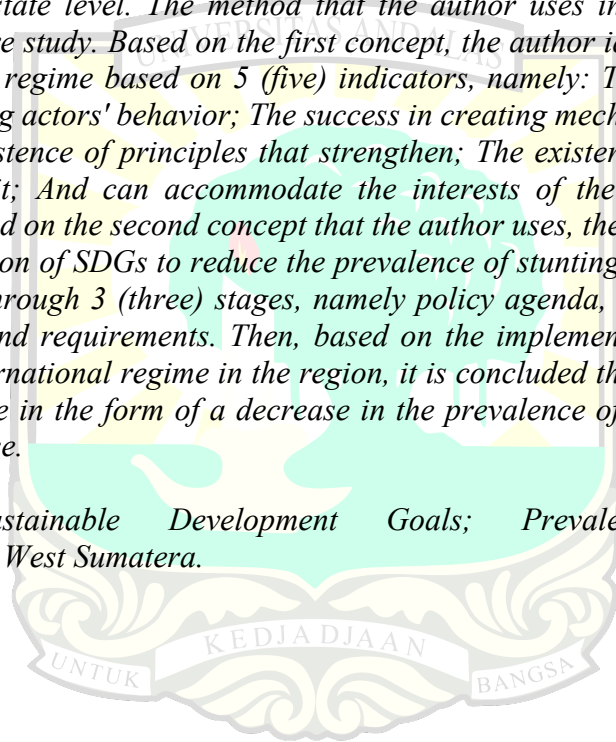 state level. The method that the author uses in
UNIVERSITAS ANDALAS
re study. Based on the first concept, the author i
regime based on 5 (five) indicators, namely: T
g actors' behavior; The success in creating mech
stence of principles that strengthen; The existen
it; And can accommodate the interests of the
d on the second concept that the author uses, the
on of SDGs to reduce the prevalence of stunting
hrough 3 (three) stages, namely policy agenda,
nd requirements. Then, based on the implemen
rnational regime in the region, it is concluded th
e in the form of a decrease in the prevalence of
e.
stainable Development Goals; Prevale
West Sumatera.
UNTUK KEDJADJAAN BANGSA